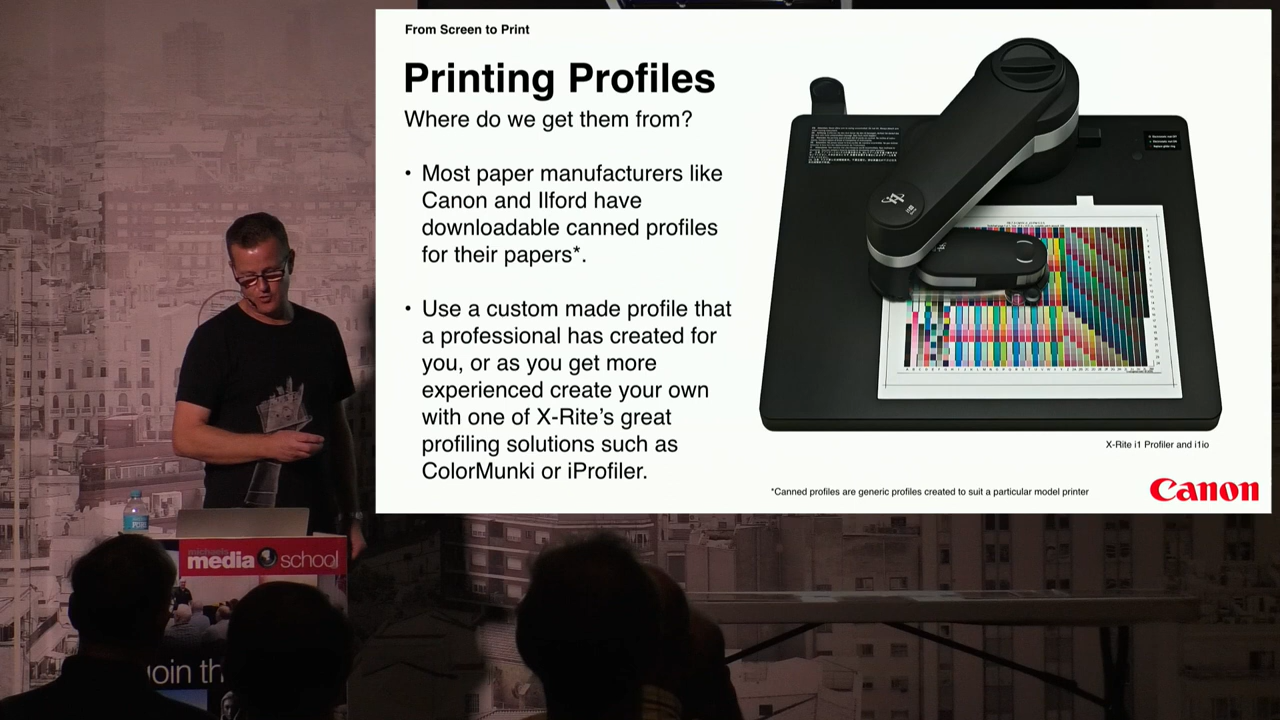 From Screen to Print
Printing Profiles
Where do we get them from?
• Most paper manufacturers like
Canon and Ilford have
downloadable canned profiles
for their papers*.
• Use a custom made profile that
a professional has created for
you, or as you get more
experienced create your own
with one of X-Rite’s great
profiling solutions such as
ColorMunki or iProfiler.
X-Rite i1 Profiler and i1io
*Canned profiles are generic profiles created to suit a particular model printer
Canon
michaels
media school
join th